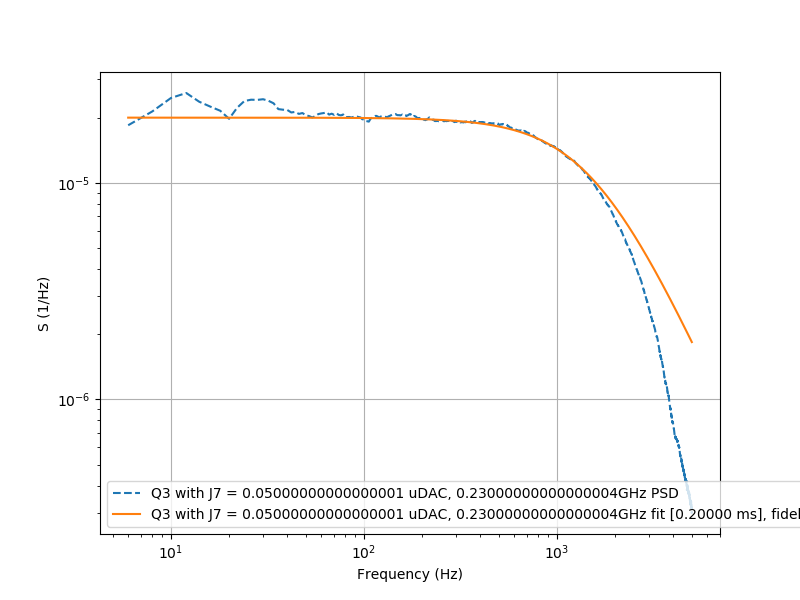 S (1/Hz)
10⁻⁵
10⁻⁶
Q3 with J7 = 0.05000000000000001 uDAC, 0.23000000000000004GHz PSD
Q3 with J7 = 0.05000000000000001 uDAC, 0.23000000000000004GHz fit [0.20000 ms], fidel
10¹ 10² 10³
Frequency (Hz)